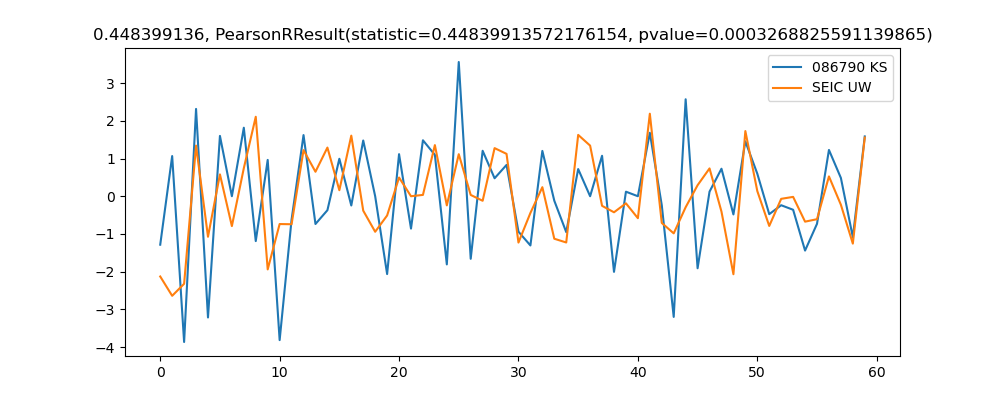 0.448399136, PearsonRResult(statistic=0.44839913572176154, pvalue=0.0003268825591139865)
086790 KS
SEIC UW
3
2
1
0
−1
−2
−3
−4
0 10 20 30 40 50 60